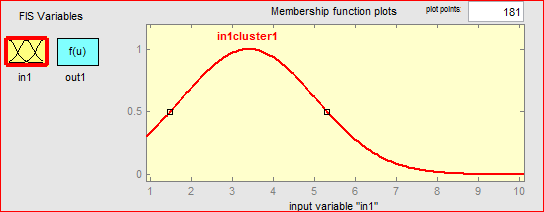 FIS Variables
Membership function plots
plot points:
181
f(u)
in1
out1
in1cluster1
1
0.5
0
1 2 3 4 5 6 7 8 9 10
input variable "in1"